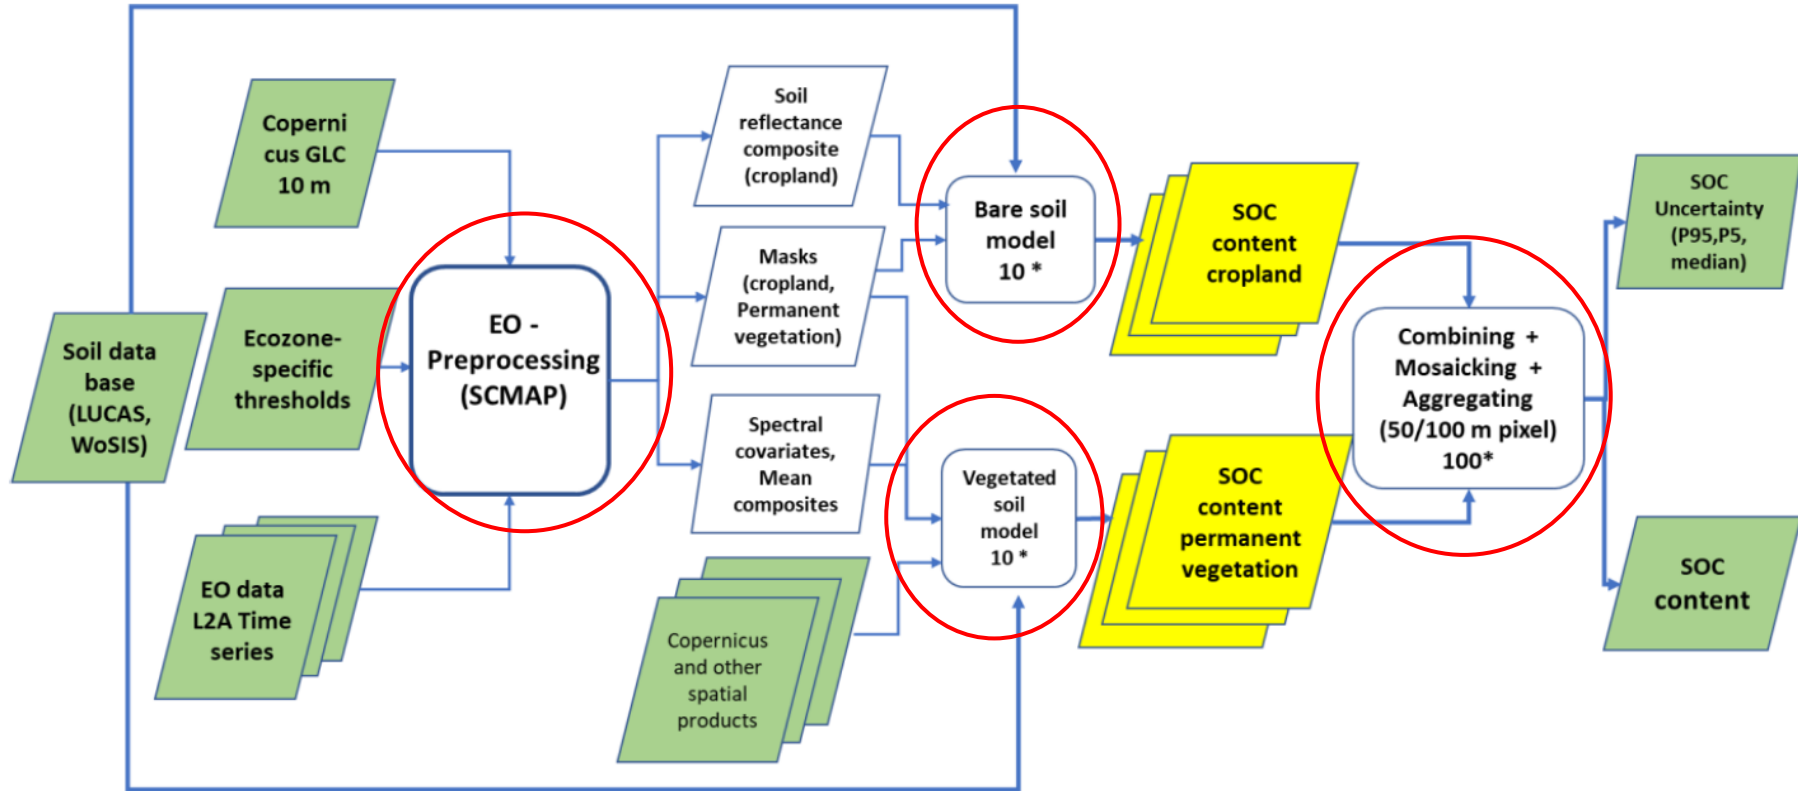 Coperni
cus GLC
10 m
Ecozone-
specific
thresholds
Soil data
base
(LUCAS,
WoSIS)
EO data
L2A Time
series
EO -
Preprocessing
(SCMAP)
Soil
reflectance
composite
(cropland)
Masks
(cropland,
Permanent
vegetation)
Spectral
covariates,
Mean
composites
Copernicus
and other
spatial
products
Bare soil
model
10 *
Vegetated
soil
model
10 *
SOC
content
cropland
SOC
content
permanent
vegetation
Combining +
Mosaicking +
Aggregating
(50/100 m pixel)
100*
SOC
Uncertainty
(P95,P5,
median)
SOC
content